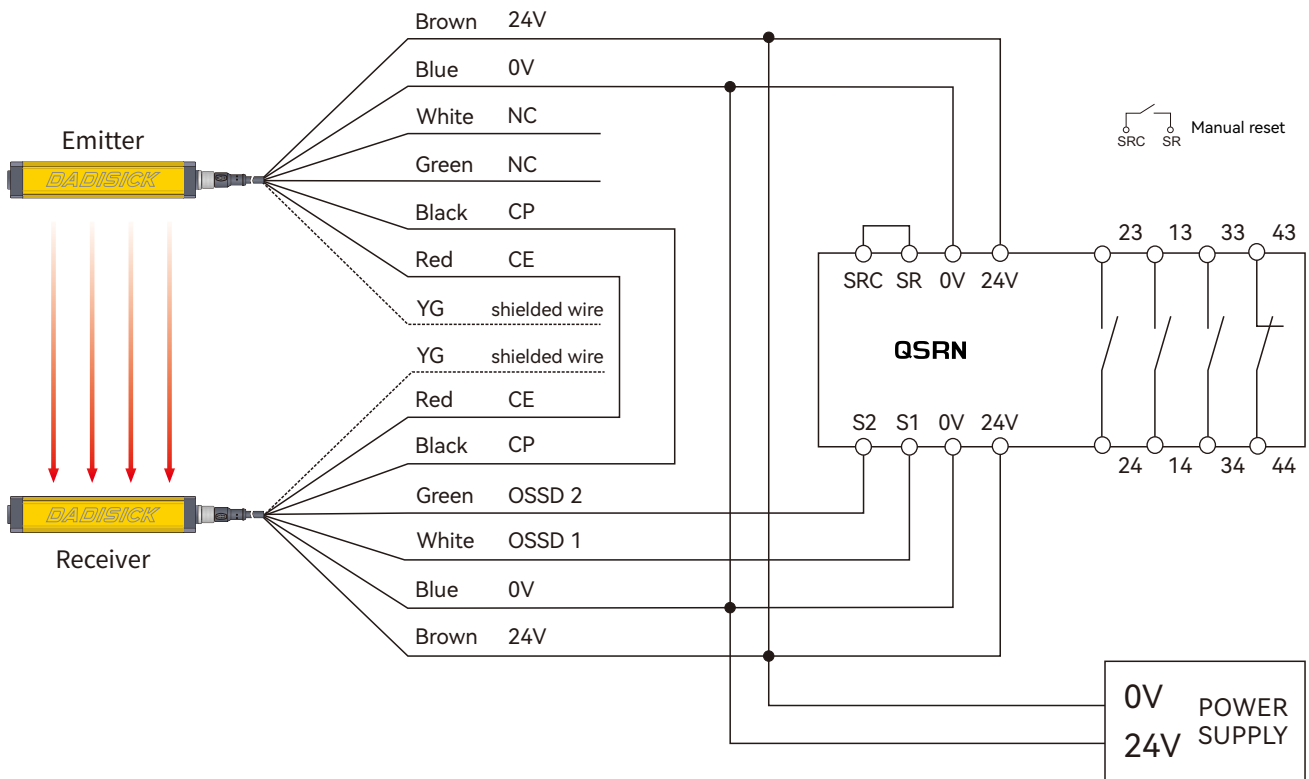 Brown 24V
Blue 0V
White NC
Green NC
Black CP
Red CE
YG shielded wire
YG shielded wire
Red CE
Black CP
Green OSSD 2
White OSSD 1
Blue 0V
Brown 24V
Emitter
DADISICK
DADISICK
Receiver
SRC SR Manual reset
23 13 33 43
SRC SR 0V 24V
QSRN
S2 S1 0V 24V
24 14 34 44
0V
24V
POWER
SUPPLY